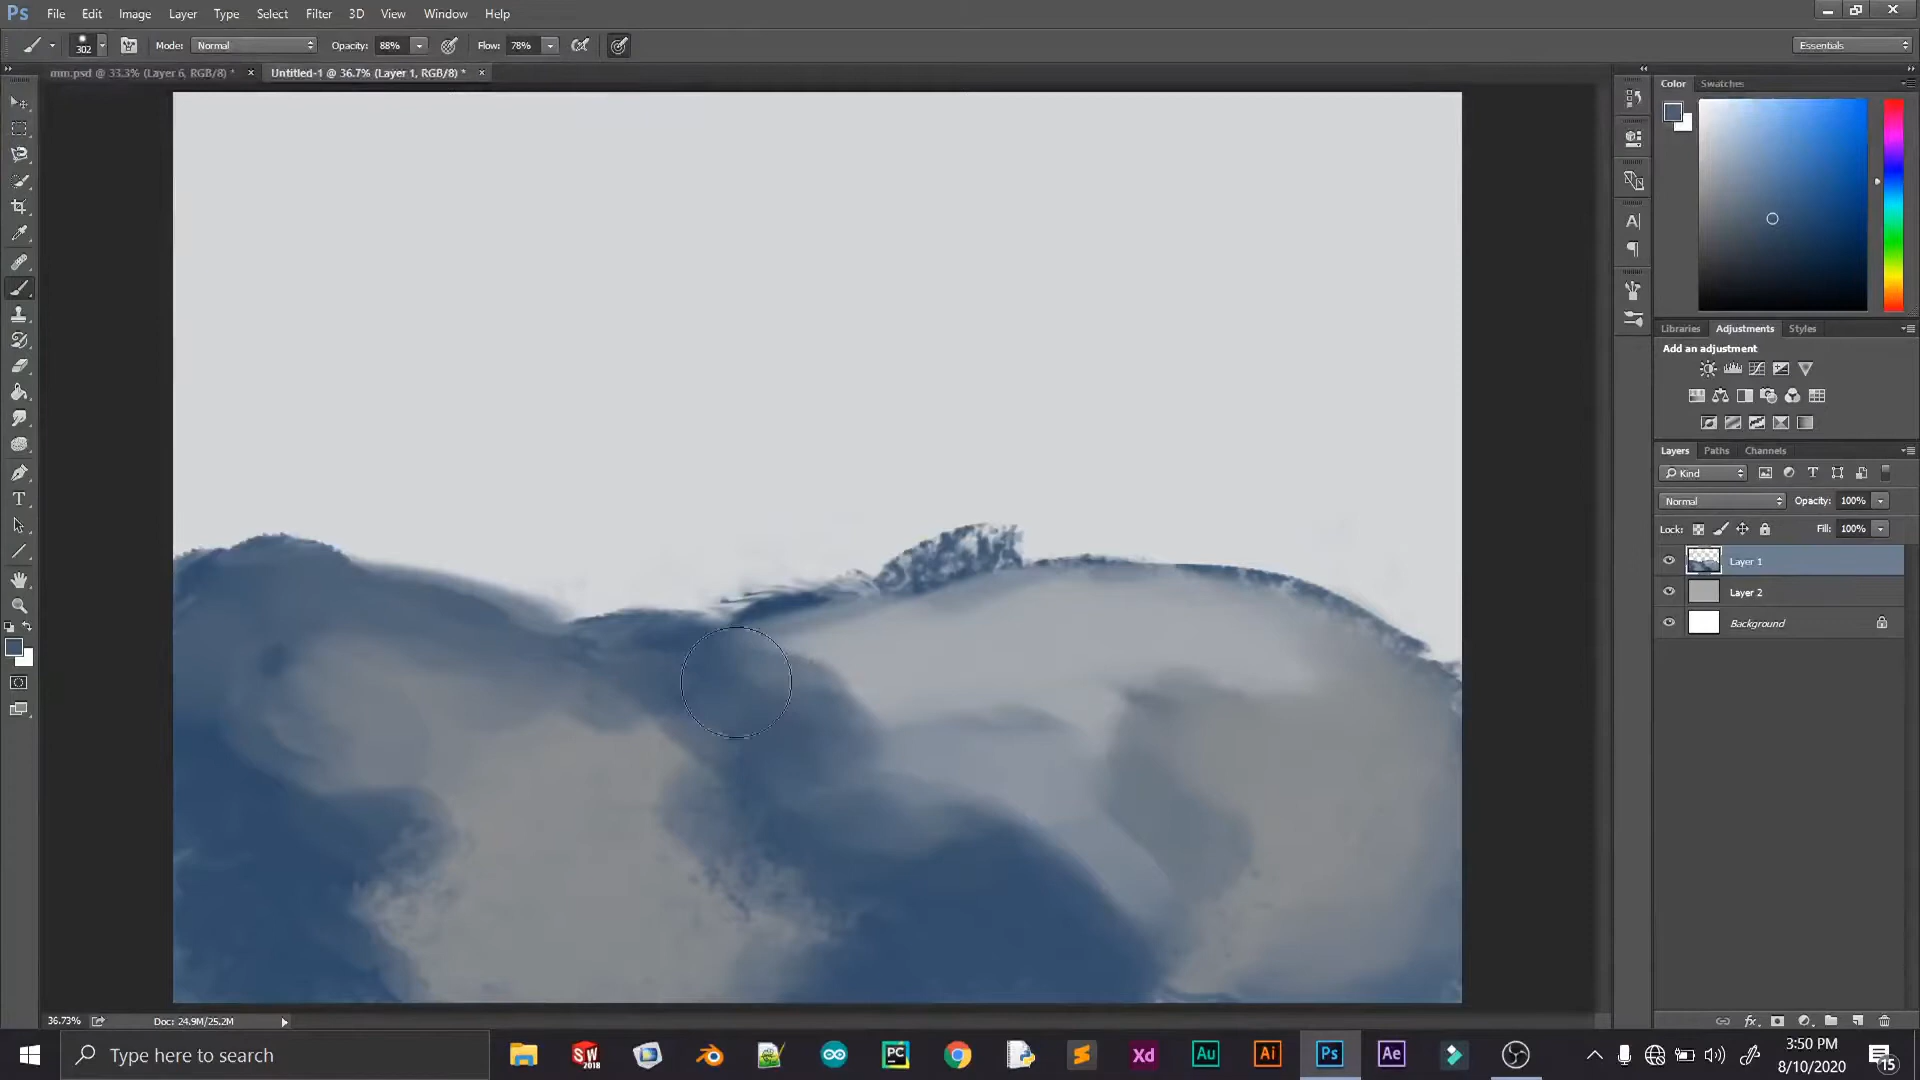 Ps File Edit Image Layer Type Select Filter 3D View Window Help
302 Mode: Normal Opacity: 88% Flow: 78% Essentials
mm.psd @ 33.3% (Layer 6, RGB/8) * × Untitled-1 @ 36.7% (Layer 1, RGB/8) * ×
Color Swatches
Libraries Adjustments Styles
Add an adjustment
Layers Paths Channels
Kind
Normal Opacity: 100%
Lock: Fill: 100%
Layer 1
Layer 2
Background
36.73% Doc: 24.9M/25.2M
Type here to search
SW 2018 PC Xd Au Ai Ps Ae
3:50 PM
8/10/2020
15